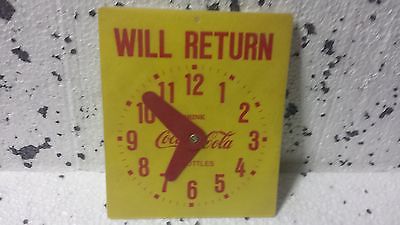 WILL RETURN
12
11 1
10 2
DRINK
9 Coca-Cola 3
BOTTLES
8 4
7 5
6